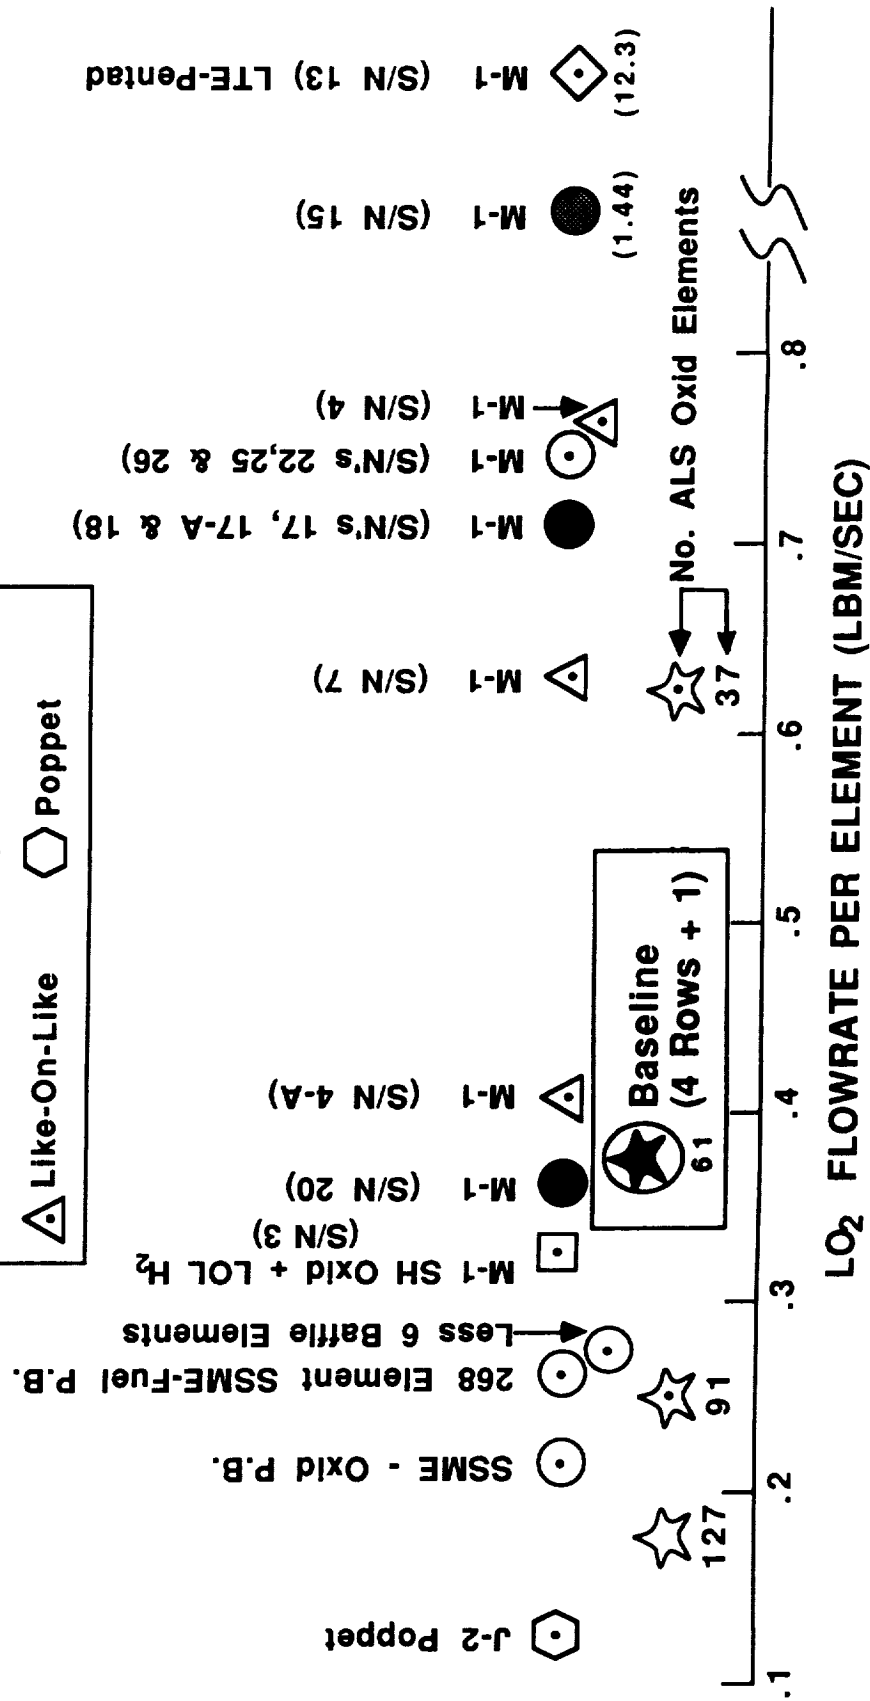 Like-On-Like
Poppet
J-2 Poppet
SSME - Oxid P.B.
268 Element SSME-Fuel P.B.
Less 6 Baffle Elements
M-1 SH Oxid + LOL H₂
(S/N 3)
M-1 (S/N 20)
M-1 (S/N 4-A)
M-1 (S/N 7)
M-1 (S/N's 17, 17-A & 18)
M-1 (S/N's 22,25 & 26)
M-1 (S/N 4)
M-1 (S/N 15)
(1.44)
M-1 (S/N 13) LTE-Pentad
(12.3)
127
91
61
Baseline
(4 Rows + 1)
37
No. ALS Oxid Elements
.1 .2 .3 .4 .5 .6 .7 .8
LO₂ FLOWRATE PER ELEMENT (LBM/SEC)